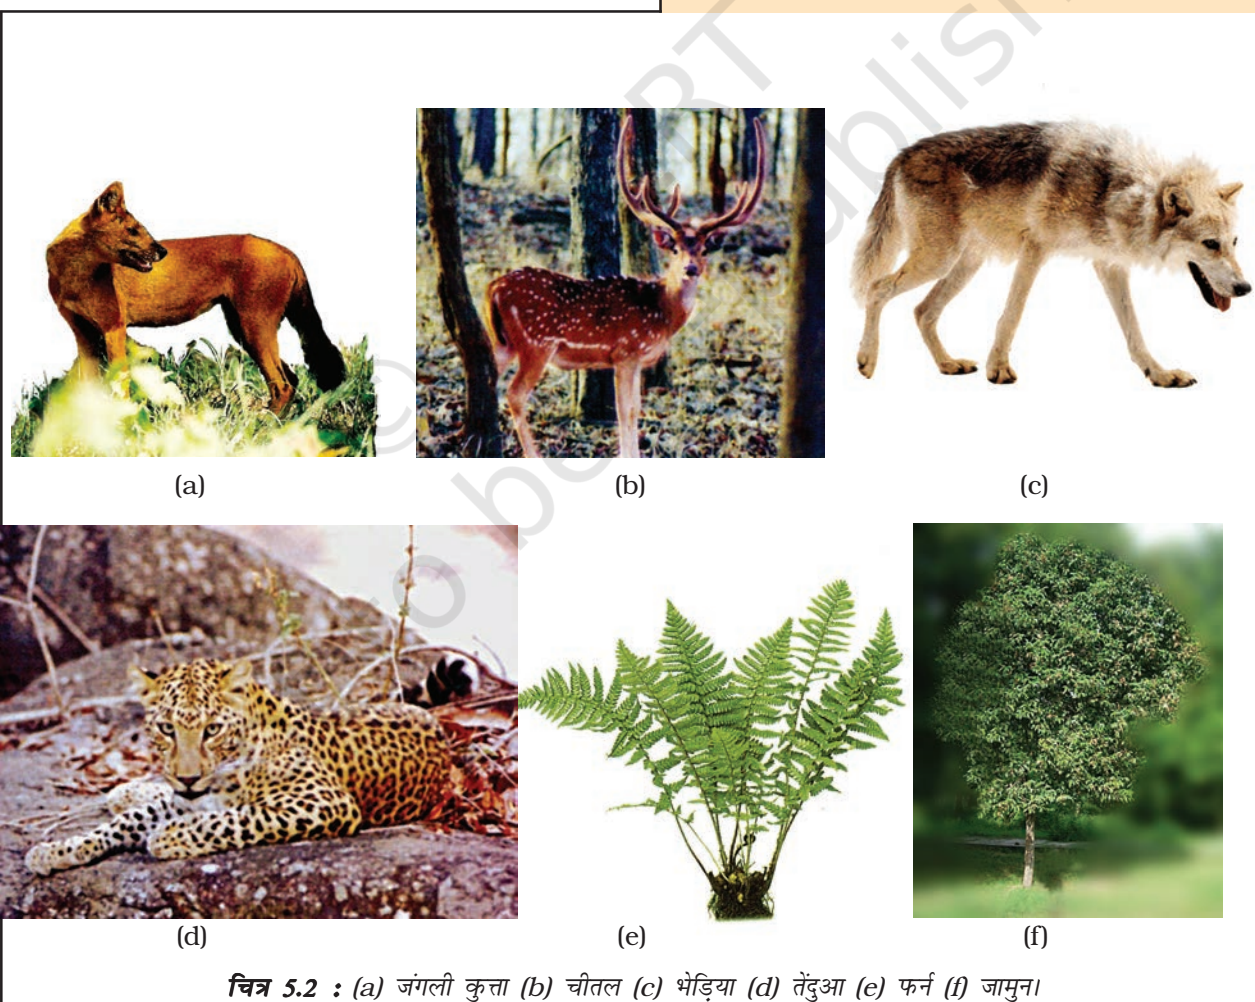 (a) (b) (c)
(d) (e) (f)
चित्र 5.2 : (a) जंगली कुत्ता (b) चीतल (c) भेड़िया (d) तेंदुआ (e) फर्न (f) जामुन।